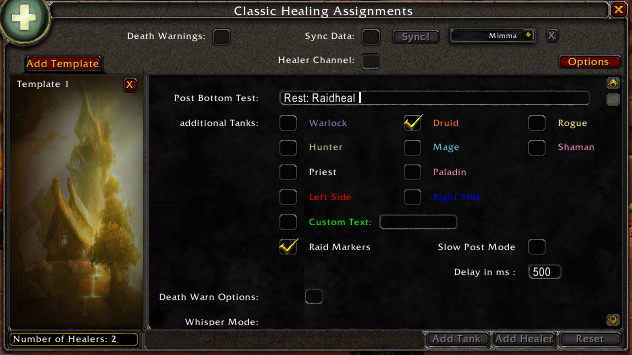 Classic Healing Assignments
Death Warnings:
Sync Data:
Sync!
Mimma
X
Healer Channel:
Add Template
Options
Template 1
X
Post Bottom Test:
Rest: Raidheal
additional Tanks:
Warlock
Druid
Rogue
Hunter
Mage
Shaman
Priest
Paladin
Left Side
Right Side
Custom Text:
Raid Markers
Slow Post Mode
Delay in ms :
500
Death Warn Options:
Whisper Mode:
Number of Healers: 2
Add Tank
Add Healer
Reset